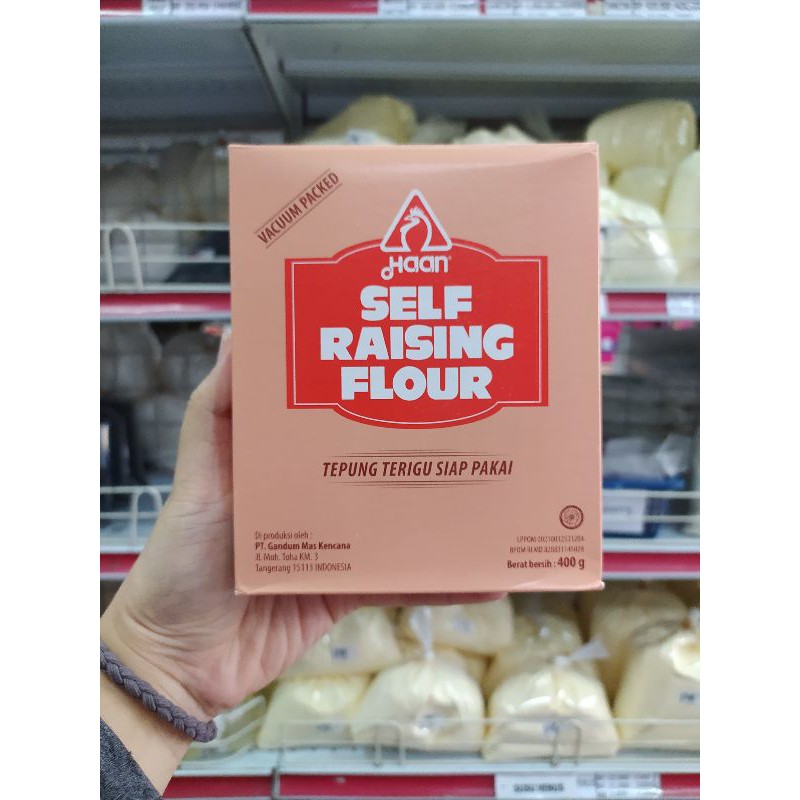 VACUUM PACKED
Haan®
SELF
RAISING
FLOUR
TEPUNG TERIGU SIAP PAKAI
Di produksi oleh :
PT. Gandum Mas Kencana
Jl. Moh. Toha KM. 3
Tangerang 15113 INDONESIA
Berat bersih : 400 g